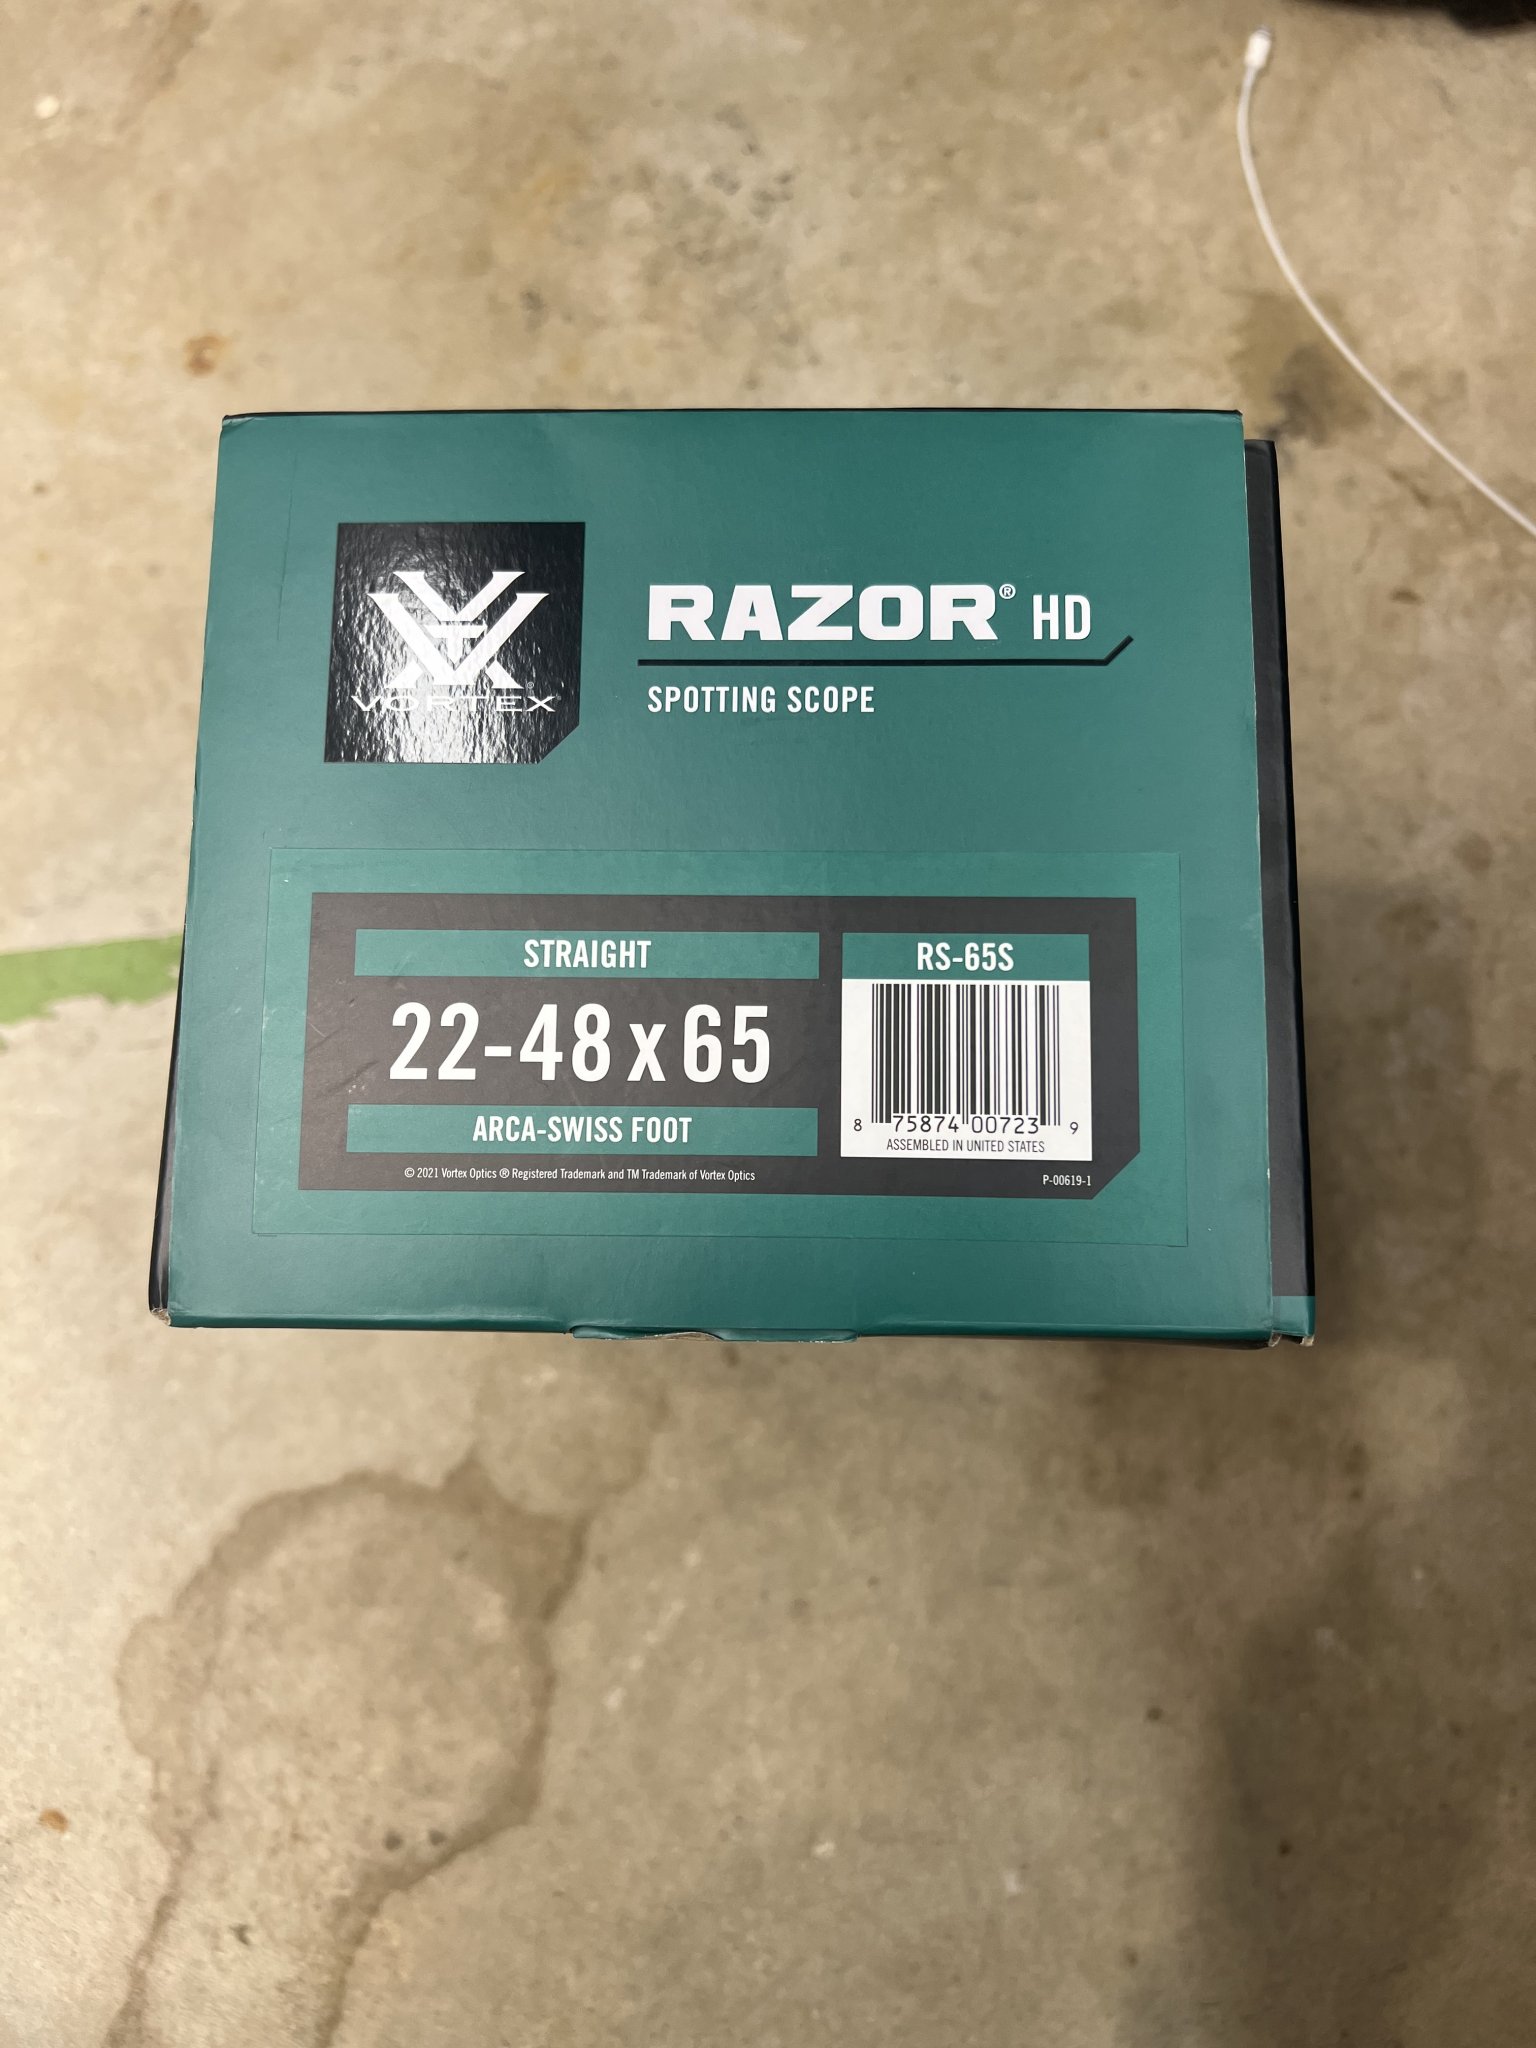 VORTEX®
RAZOR® HD
SPOTTING SCOPE
STRAIGHT
22-48 x 65
ARCA-SWISS FOOT
© 2021 Vortex Optics ® Registered Trademark and TM Trademark of Vortex Optics
RS-65S
8 75874 00723 9
ASSEMBLED IN UNITED STATES
P-00619-1